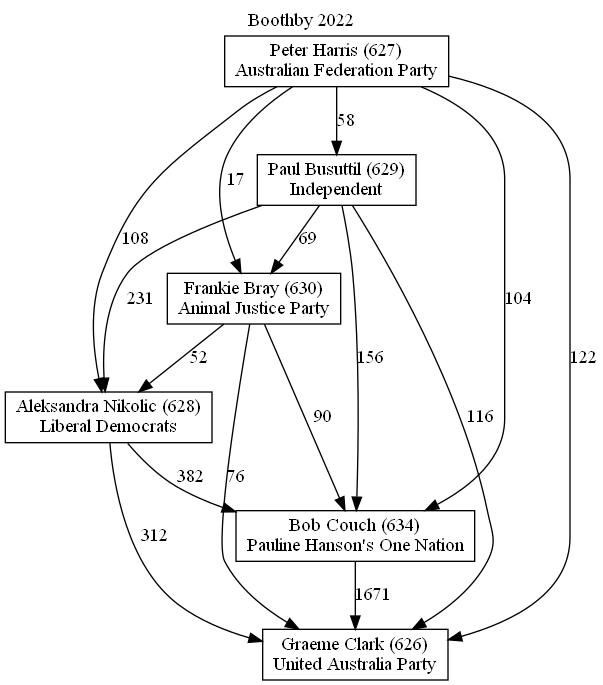 Boothby 2022
Peter Harris (627)
Australian Federation Party
58
Paul Busuttil (629)
Independent
17
108
69
231
Frankie Bray (630)
Animal Justice Party
104
52
156
122
Aleksandra Nikolic (628)
Liberal Democrats
90
116
382
76
312
Bob Couch (634)
Pauline Hanson's One Nation
1671
Graeme Clark (626)
United Australia Party